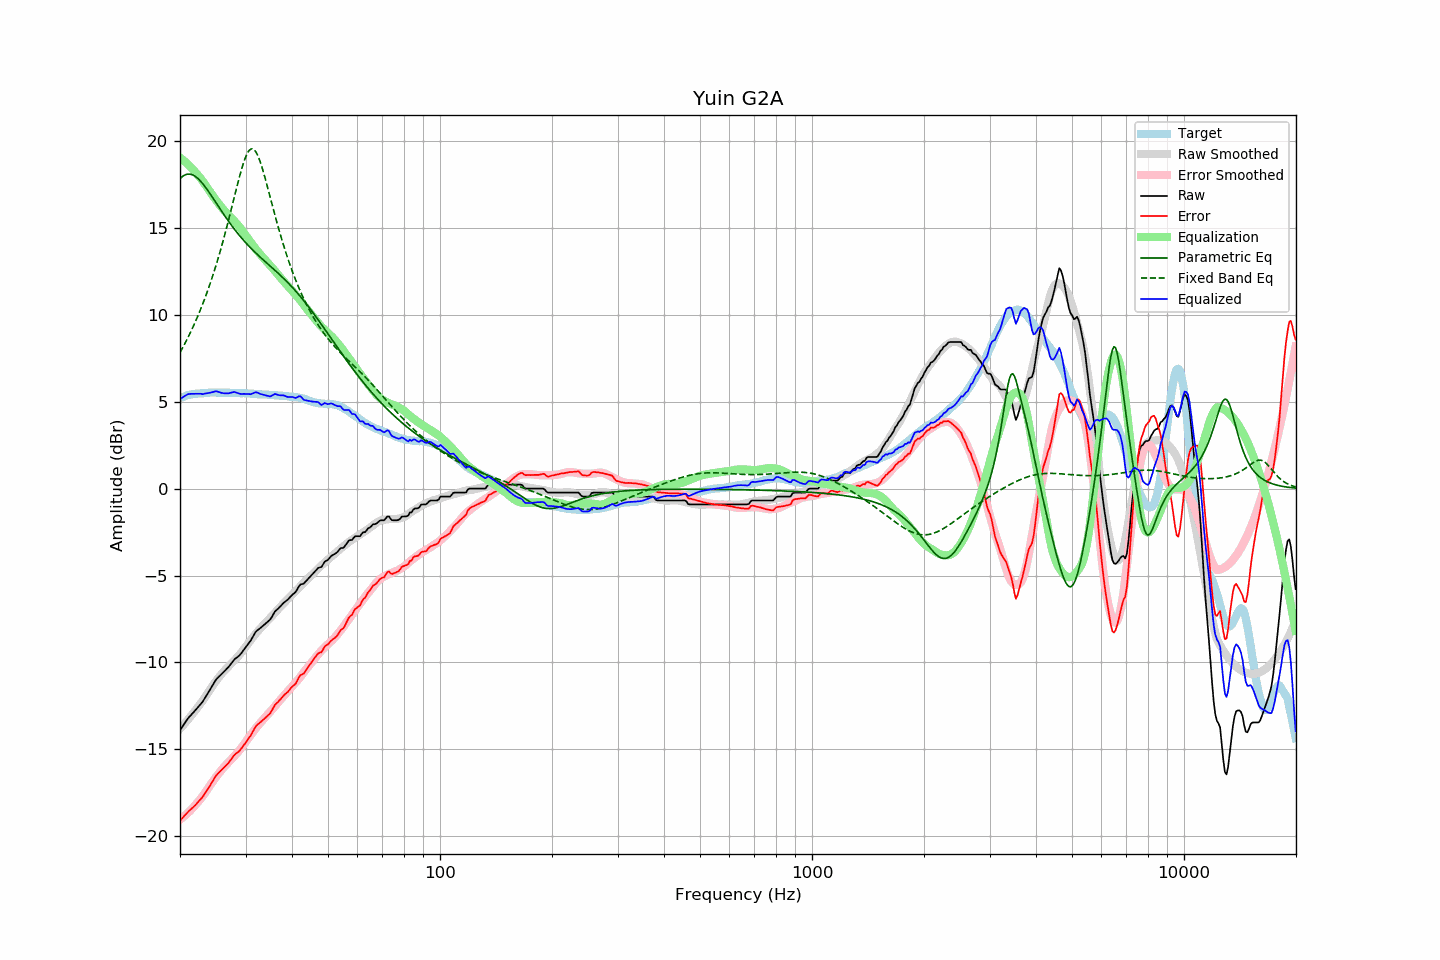 Yuin G2A
Amplitude (dBr)
20
15
10
5
0
−5
−10
−15
−20
Target
Raw Smoothed
Error Smoothed
Raw
Error
Equalization
Parametric Eq
Fixed Band Eq
Equalized
100
1000
10000
Frequency (Hz)